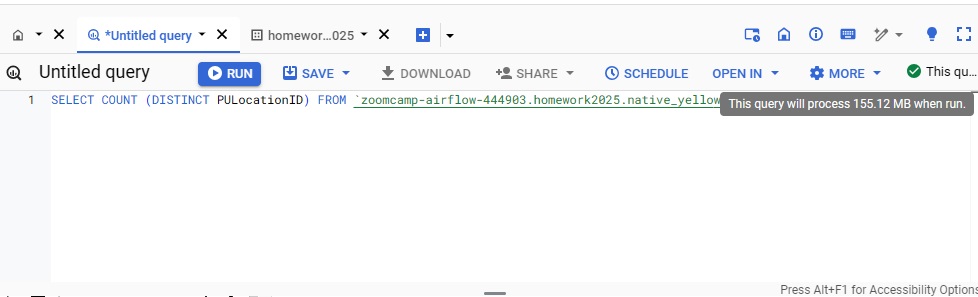 *Untitled query
homewor...025
Untitled query
RUN
SAVE
DOWNLOAD
SHARE
SCHEDULE
OPEN IN
MORE
This qu...
1 SELECT COUNT (DISTINCT PULocationID) FROM `zoomcamp-airflow-444903.homework2025.native_yellow
This query will process 155.12 MB when run.
Press Alt+F1 for Accessibility Options